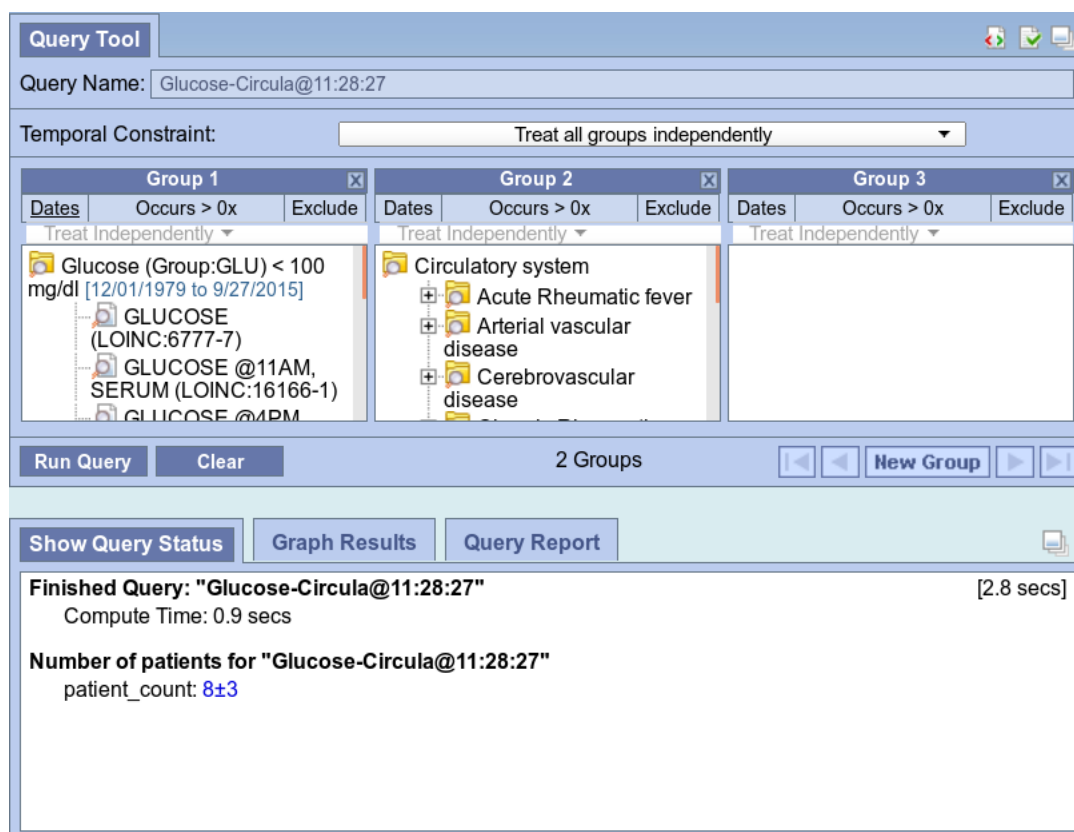 Query Tool
Query Name: Glucose-Circula@11:28:27
Temporal Constraint: Treat all groups independently
Group 1 Group 2 Group 3
Dates Occurs > 0x Exclude Dates Occurs > 0x Exclude Dates Occurs > 0x Exclude
Treat Independently Treat Independently Treat Independently
Glucose (Group:GLU) < 100
mg/dl [12/01/1979 to 9/27/2015]
GLUCOSE
(LOINC:6777-7)
GLUCOSE @11AM,
SERUM (LOINC:16166-1)
GLUCOSE @4PM
Circulatory system
Acute Rheumatic fever
Arterial vascular
disease
Cerebrovascular
disease
Run Query Clear 2 Groups New Group
Show Query Status Graph Results Query Report
Finished Query: "Glucose-Circula@11:28:27" [2.8 secs]
Compute Time: 0.9 secs
Number of patients for "Glucose-Circula@11:28:27"
patient_count: 8±3